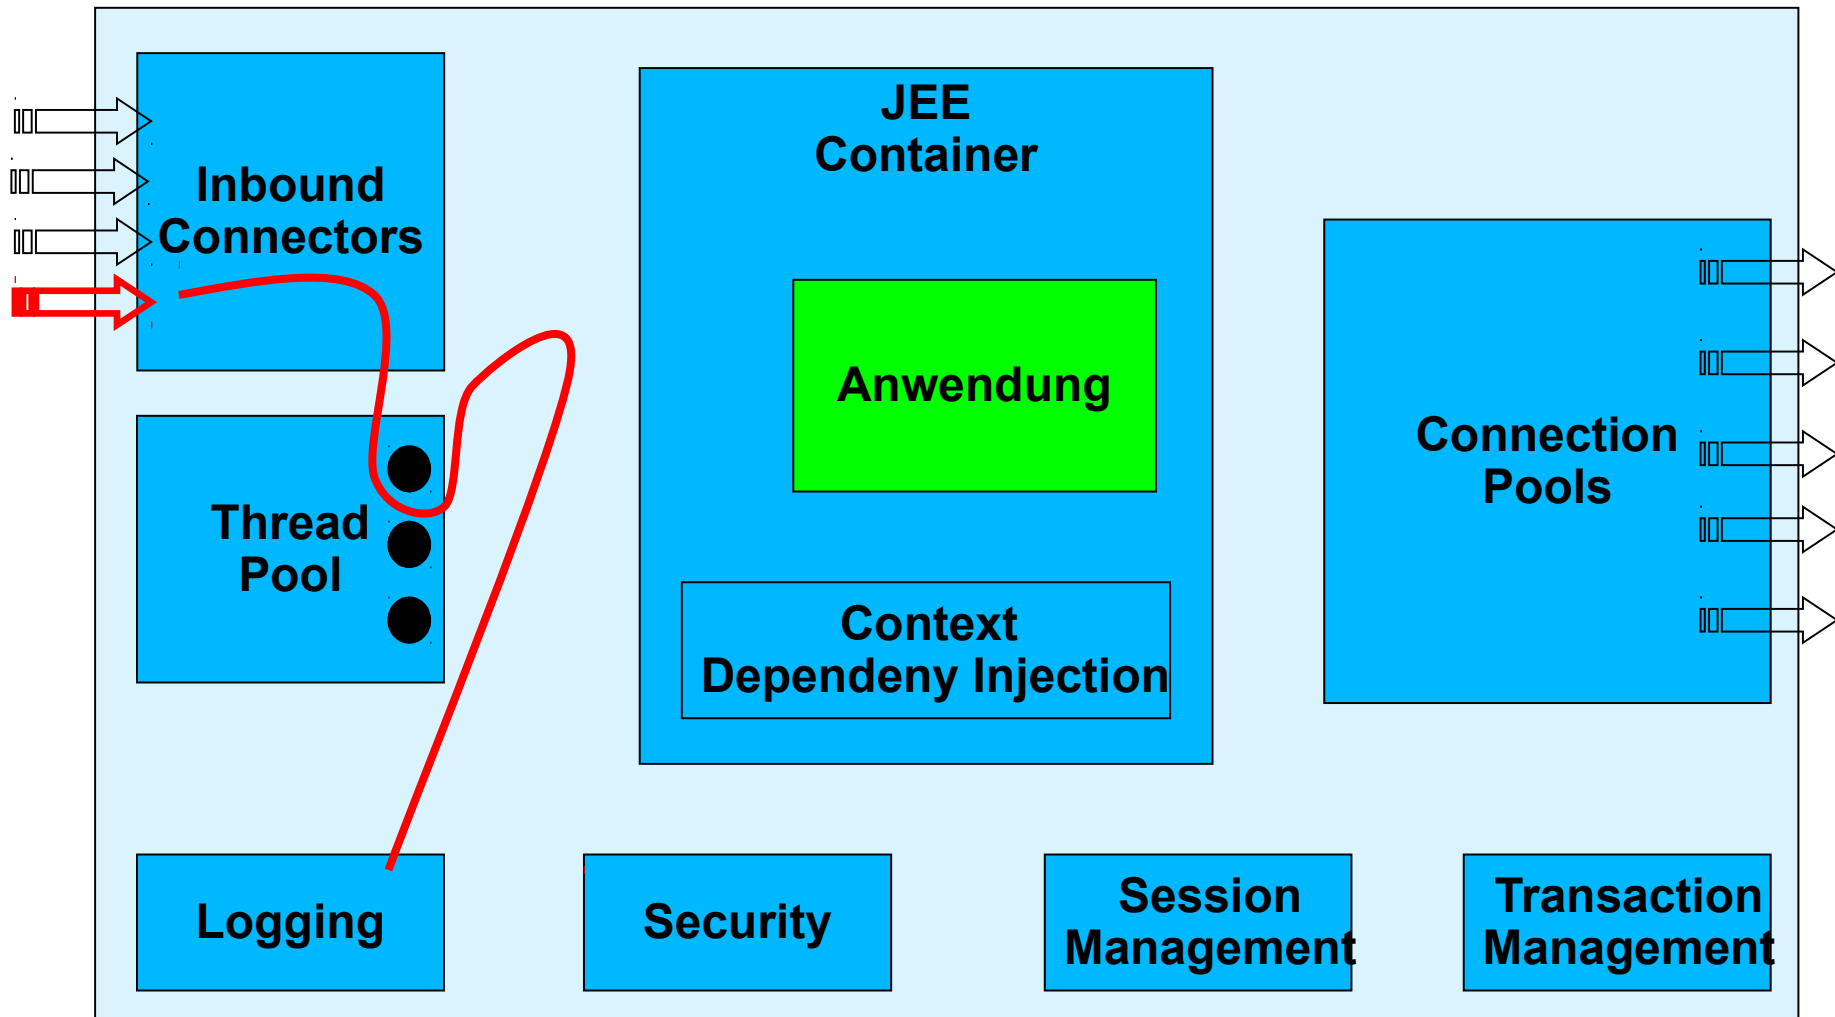 Inbound
Connectors
Thread
Pool
JEE
Container
Anwendung
Context
Dependeny Injection
Connection
Pools
Logging
Security
Session
Management
Transaction
Management